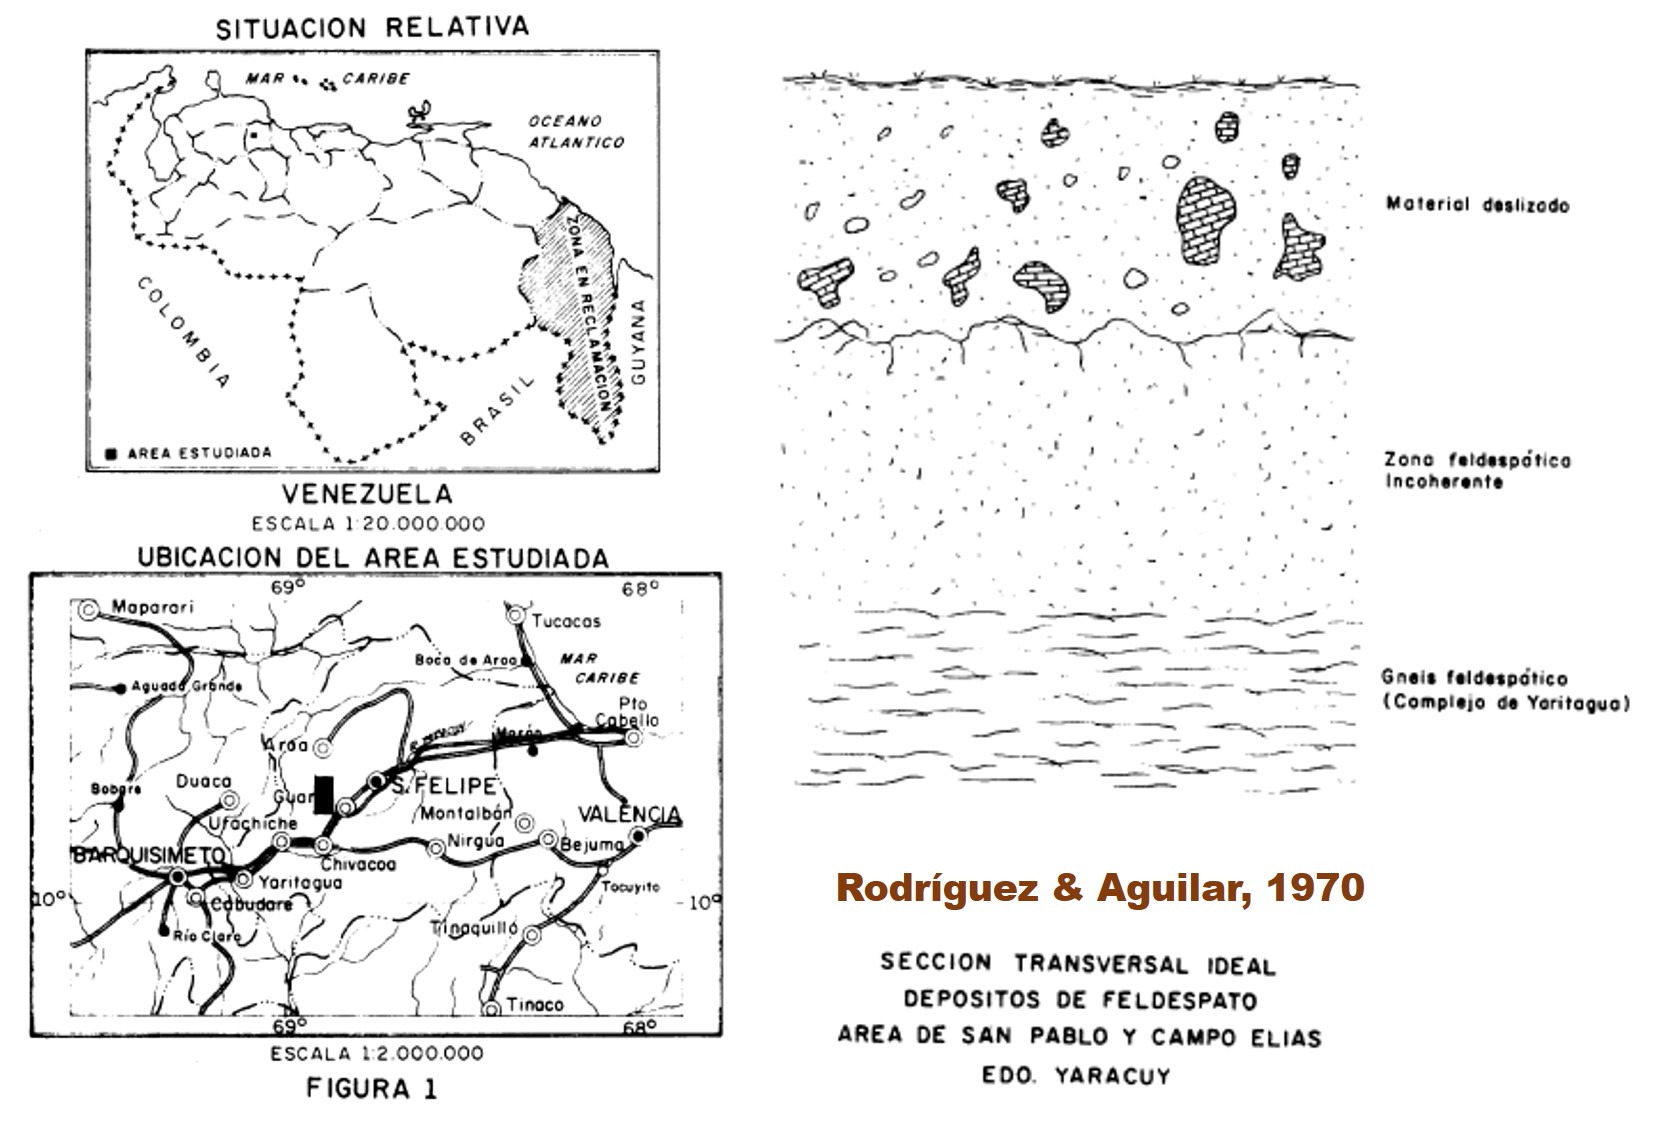 SITUACION RELATIVA
MAR CARIBE
OCEANO
ATLANTICO
ZONA EN RECLAMACION
COLOMBIA
GUYANA
BRASIL
AREA ESTUDIADA
VENEZUELA
ESCALA 1:20.000.000
UBICACION DEL AREA ESTUDIADA
69° 68°
Maparari
Tucacas
Boca de Aroa
MAR
CARIBE
Aguada Grande
Pto
Cabello
Aroa
Morón
Duaca
Bobare
S. FELIPE
Guar
Montalbán
VALENCIA
Ufachiche
Nirgua
Bejuma
BARQUISIMETO
Chivacoa
Yaritagua
Tocuyito
10° 10°
Cabudare
Río Claro
Tinaquillo
Tinaco
69° 68°
ESCALA 1:2.000.000
FIGURA 1
Material deslizado
Zona feldespática
Incoherente
Gneis feldespático
(Complejo de Yaritagua)
Rodríguez & Aguilar, 1970
SECCION TRANSVERSAL IDEAL
DEPOSITOS DE FELDESPATO
AREA DE SAN PABLO Y CAMPO ELIAS
EDO. YARACUY